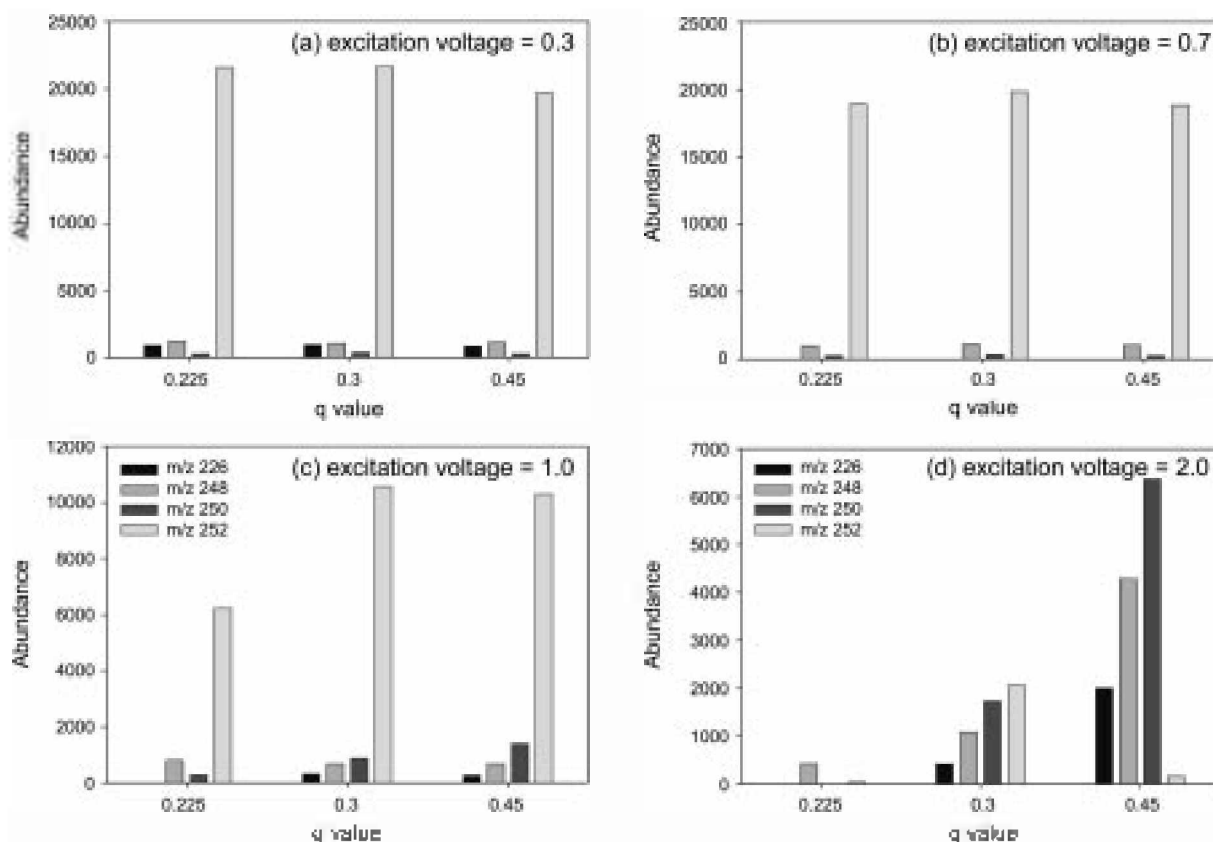 25000
(a) excitation voltage = 0.3
20000
15000
10000
5000
0
Abundance
0.225
0.3
0.45
q value
25000
(b) excitation voltage = 0.7
20000
15000
10000
5000
0
Abundance
0.225
0.3
0.45
q value
12000
(c) excitation voltage = 1.0
10000
8000
6000
4000
2000
0
Abundance
m/z 226
m/z 248
m/z 250
m/z 252
0.225
0.3
0.45
q value
7000
(d) excitation voltage = 2.0
6000
5000
4000
3000
2000
1000
0
Abundance
m/z 226
m/z 248
m/z 250
m/z 252
0.225
0.3
0.45
q value